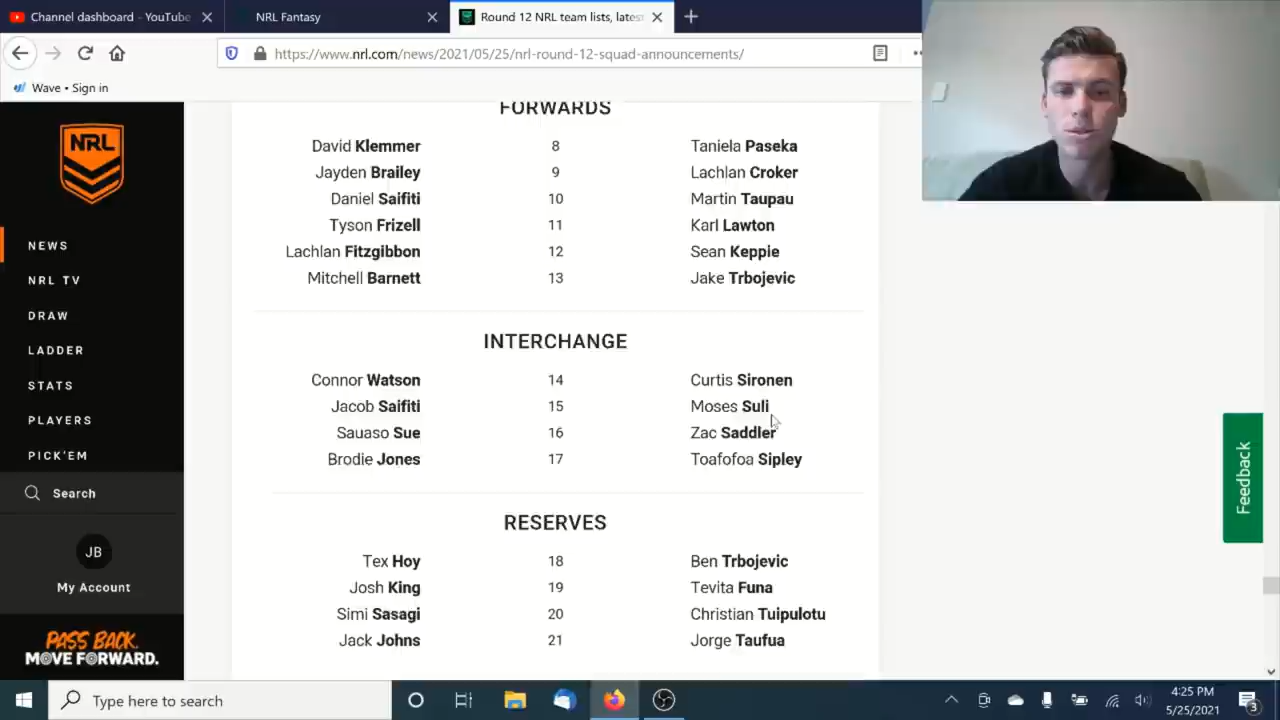 Channel dashboard - YouTube
NRL Fantasy
Round 12 NRL team lists, latest
https://www.nrl.com/news/2021/05/25/nrl-round-12-squad-announcements/
Wave • Sign in
NRL
NEWS
NRL TV
DRAW
LADDER
STATS
PLAYERS
PICK'EM
Search
JB
My Account
PASS BACK.
MOVE FORWARD.
FORWARDS
David Klemmer 8 Taniela Paseka
Jayden Brailey 9 Lachlan Croker
Daniel Saifiti 10 Martin Taupau
Tyson Frizell 11 Karl Lawton
Lachlan Fitzgibbon 12 Sean Keppie
Mitchell Barnett 13 Jake Trbojevic
INTERCHANGE
Connor Watson 14 Curtis Sironen
Jacob Saifiti 15 Moses Suli
Sauaso Sue 16 Zac Saddler
Brodie Jones 17 Toafofoa Sipley
RESERVES
Tex Hoy 18 Ben Trbojevic
Josh King 19 Tevita Funa
Simi Sasagi 20 Christian Tuipulotu
Jack Johns 21 Jorge Taufua
Feedback
Type here to search
4:25 PM
5/25/2021
3